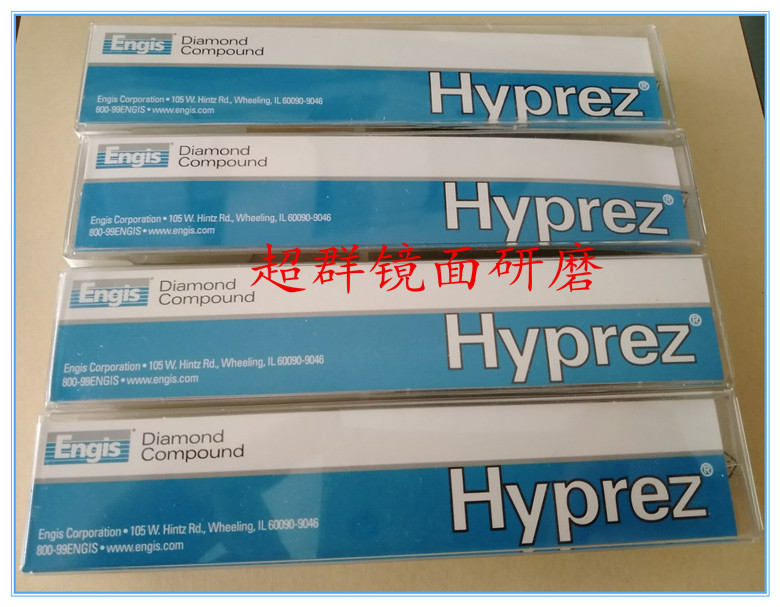 Engis
Diamond
Compound
Hyprez®
Engis Corporation • 105 W. Hintz Rd., Wheeling, IL 60090-9046
800-99ENGIS • www.engis.com
Engis
Diamond
Compound
Hyprez®
Engis Corporation • 105 W. Hintz Rd., Wheeling, IL 60090-9046
800-99ENGIS • www.engis.com
超群镜面研磨
Engis
Diamond
Compound
Hyprez®
Engis Corporation • 105 W. Hintz Rd., Wheeling, IL 60090-9046
800-99ENGIS • www.engis.com
Engis
Diamond
Compound
Hyprez®
Engis Corporation • 105 W. Hintz Rd., Wheeling, IL 60090-9046
800-99ENGIS • www.engis.com